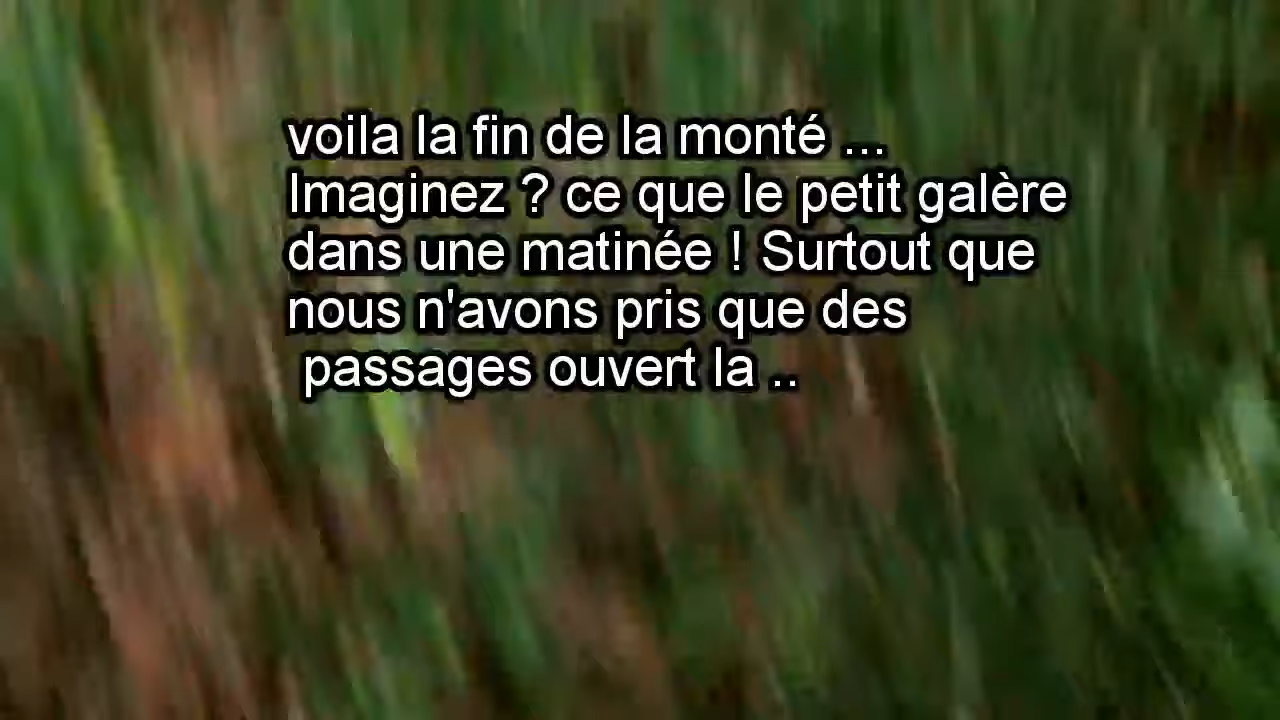 voila la fin de la monté ...
Imaginez ? ce que le petit galère
dans une matinée ! Surtout que
nous n'avons pris que des
passages ouvert la ..